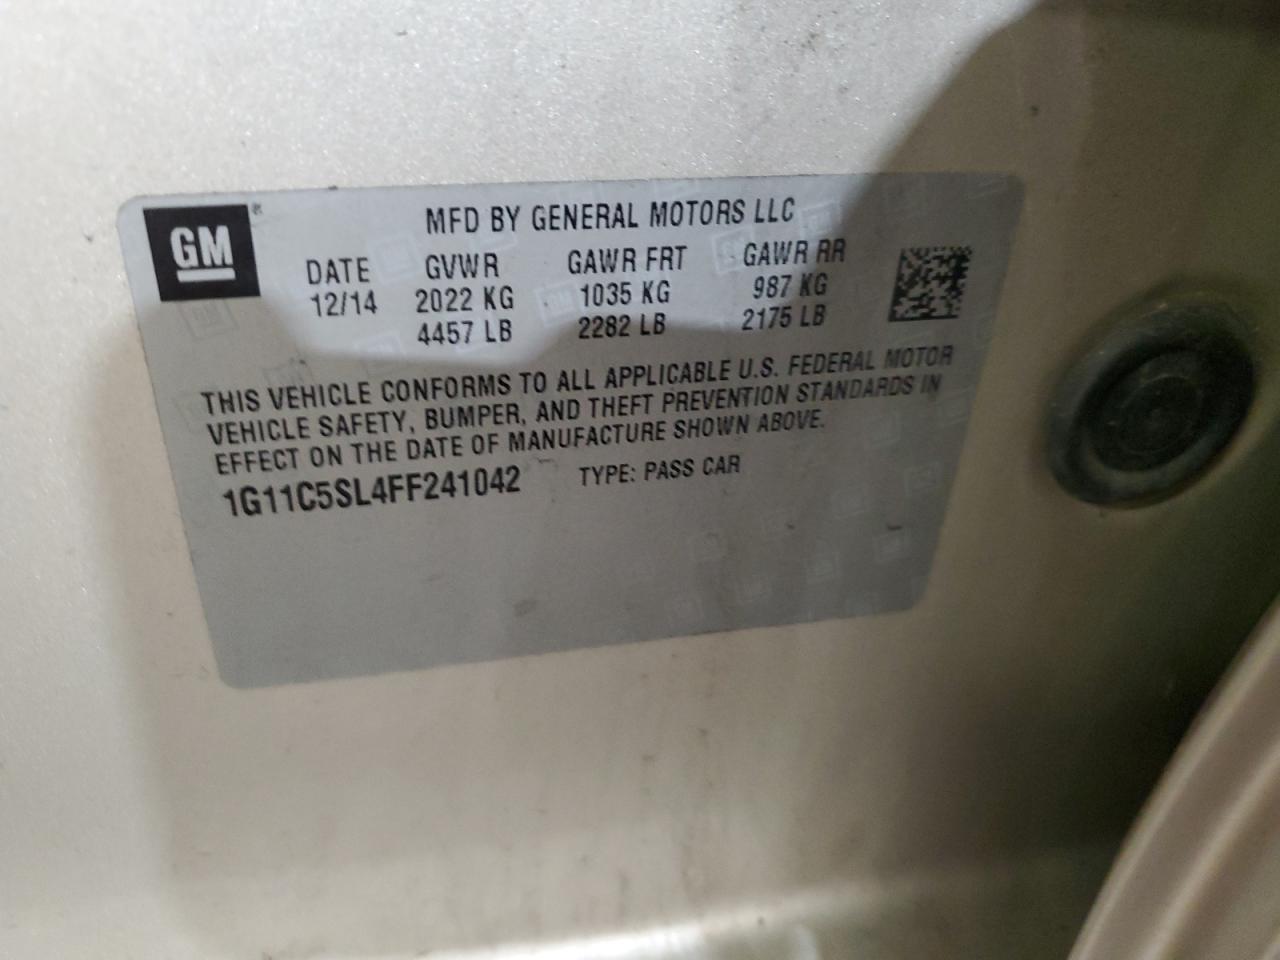 GM
MFD BY GENERAL MOTORS LLC
DATE GVWR GAWR FRT GAWR RR
12/14 2022 KG 1035 KG 987 KG
4457 LB 2282 LB 2175 LB
THIS VEHICLE CONFORMS TO ALL APPLICABLE U.S. FEDERAL MOTOR
VEHICLE SAFETY, BUMPER, AND THEFT PREVENTION STANDARDS IN
EFFECT ON THE DATE OF MANUFACTURE SHOWN ABOVE.
1G11C5SL4FF241042 TYPE: PASS CAR